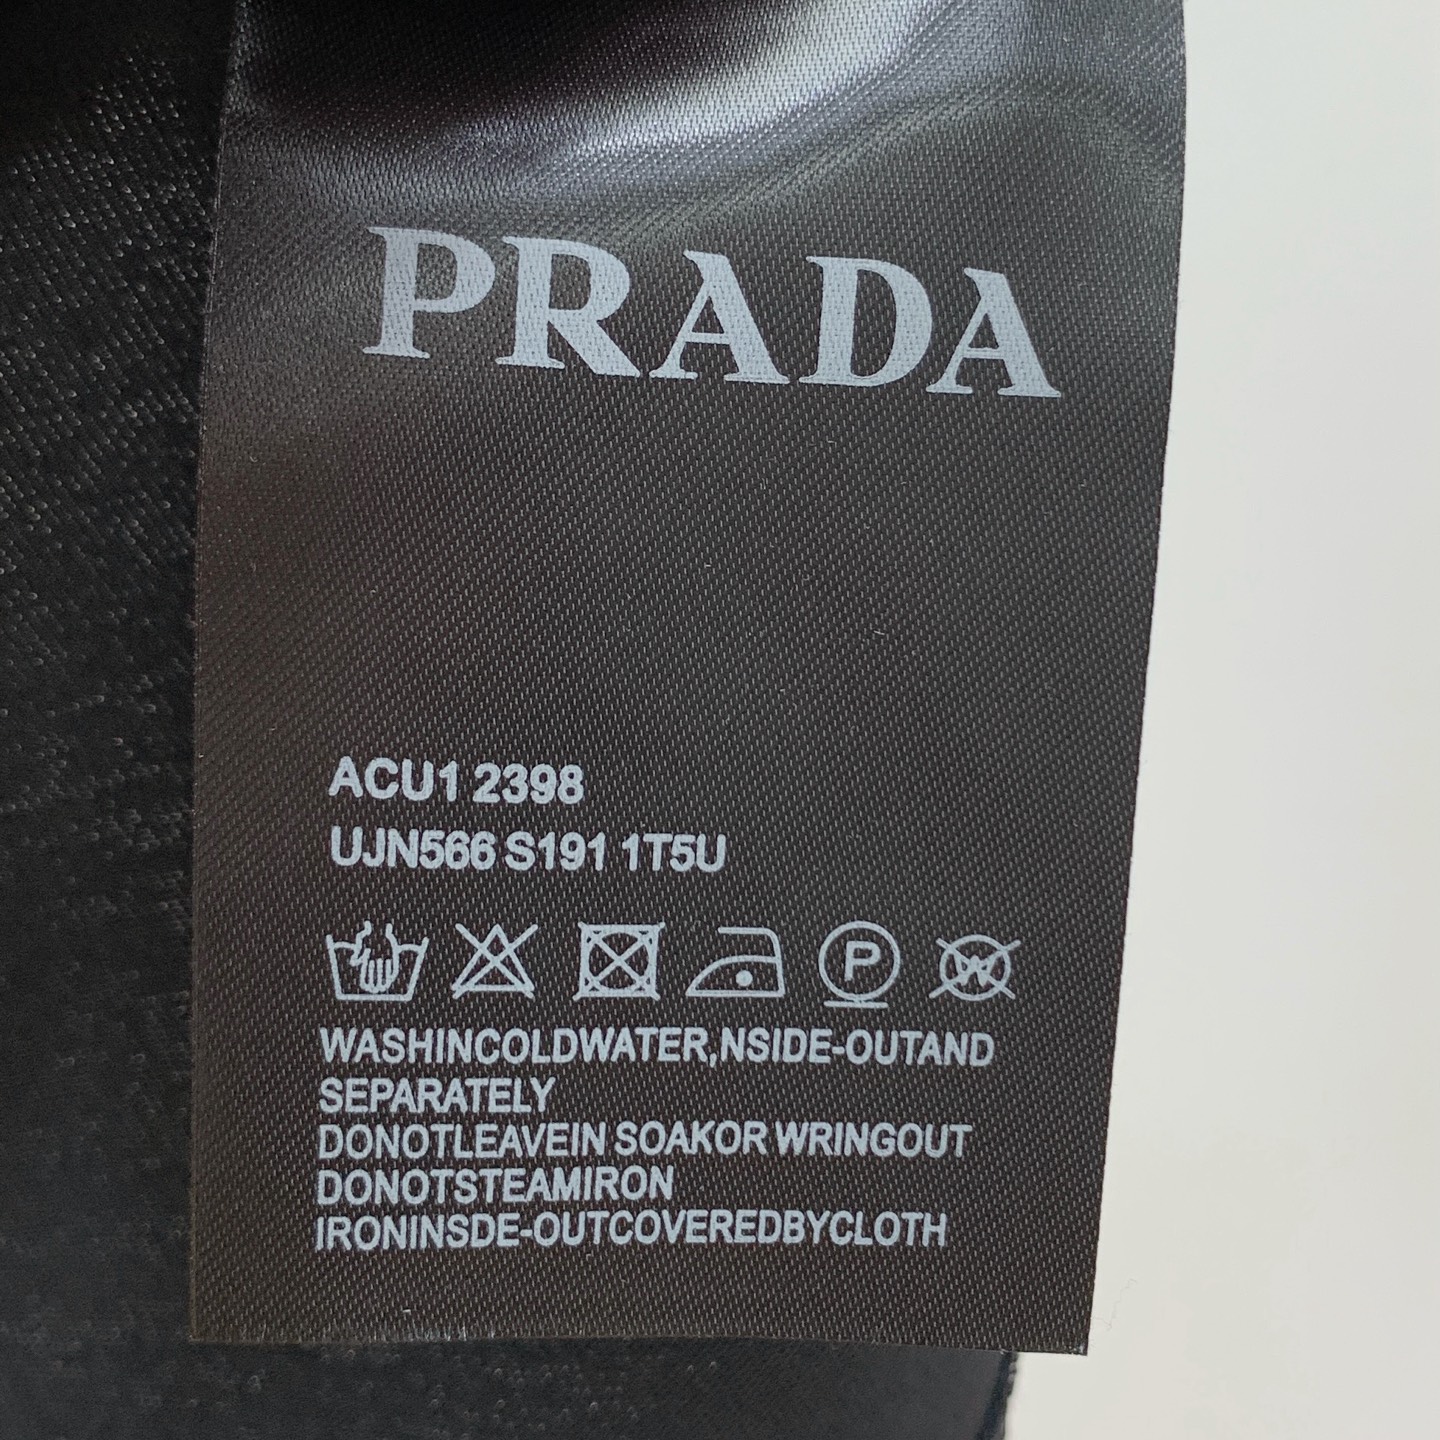 PRADA
ACU1 2398
UJN566 S191 1T5U
P
W
WASHINCOLDWATER,NSIDE-OUTAND
SEPARATELY
DONOTLEAVEIN SOAKOR WRINGOUT
DONOTSTEAMIRON
IRONINSDE-OUTCOVEREDBYCLOTH